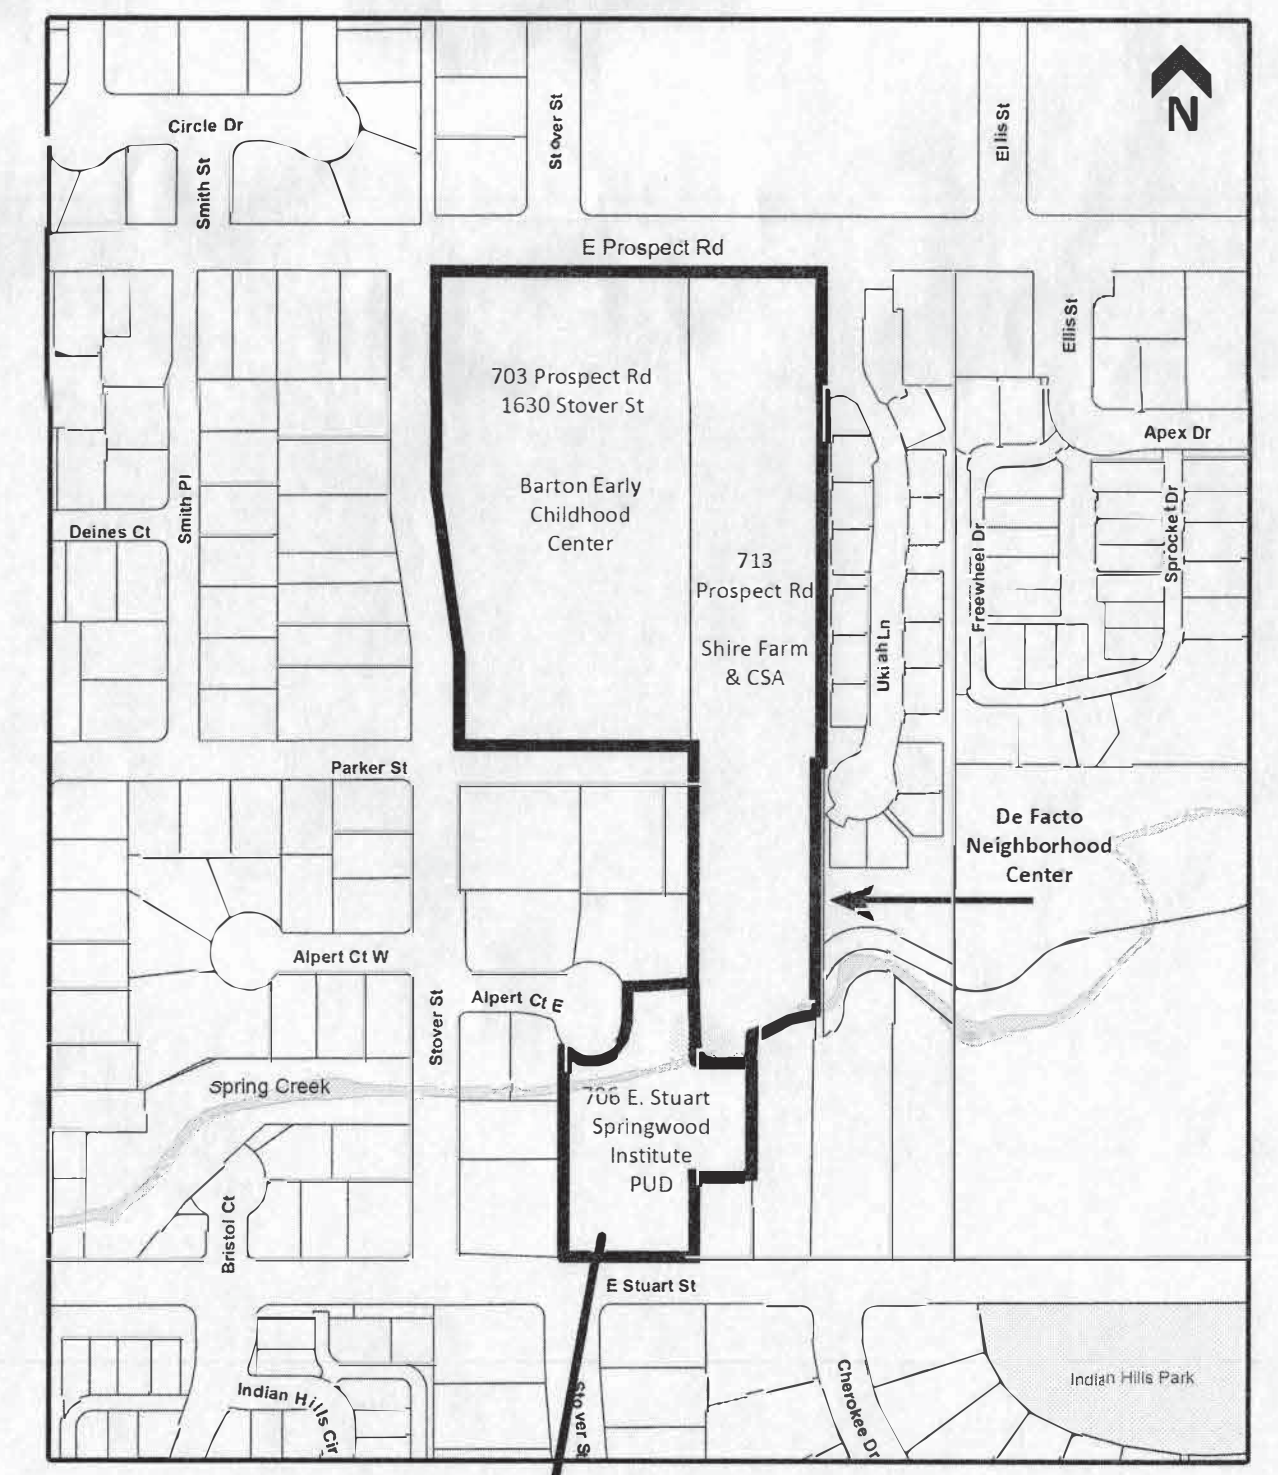 N
Circle Dr
Smith St
Stover St
Ellis St
E Prospect Rd
Ellis St
703 Prospect Rd
1630 Stover St
Apex Dr
Barton Early
Childhood
Center
Smith Pl
Deines Ct
Sprocket Dr
Freewheel Dr
713
Prospect Rd
Shire Farm
& CSA
Ukiah Ln
Parker St
De Facto
Neighborhood
Center
Alpert Ct W
Alpert Ct E
Stover St
Spring Creek
706 E. Stuart
Springwood
Institute
PUD
Bristol Ct
E Stuart St
Indian Hills Park
Indian Hills Cir
Stover St
Cherokee Dr